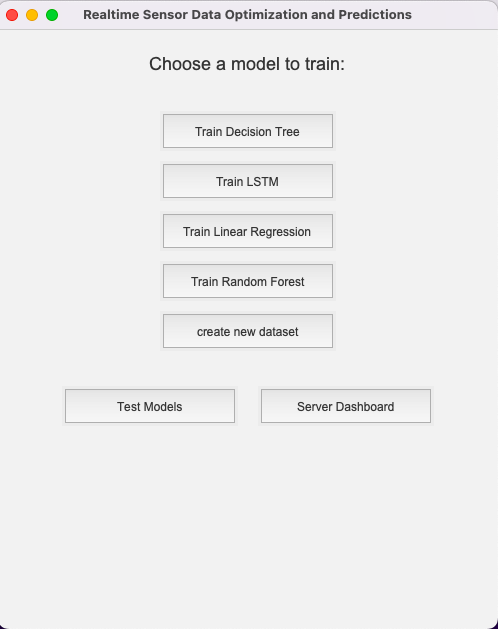 Realtime Sensor Data Optimization and Predictions
Choose a model to train:
Train Decision Tree
Train LSTM
Train Linear Regression
Train Random Forest
create new dataset
Test Models
Server Dashboard